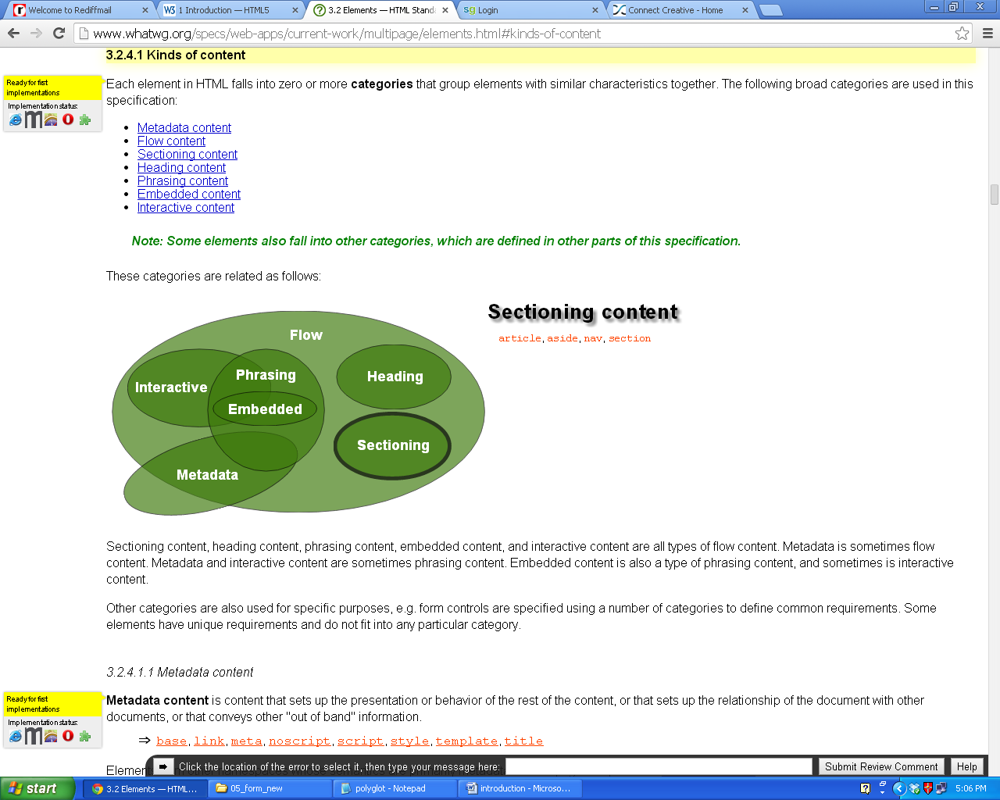 Welcome to Rediffmail
1 Introduction — HTML5
3.2 Elements — HTML Standa
Login
Connect Creative - Home
www.whatwg.org/specs/web-apps/current-work/multipage/elements.html#kinds-of-content
3.2.4.1 Kinds of content
Ready for first
implementations
Implementation status:
Each element in HTML falls into zero or more categories that group elements with similar characteristics together. The following broad categories are used in this
specification:
Metadata content
Flow content
Sectioning content
Heading content
Phrasing content
Embedded content
Interactive content
Note: Some elements also fall into other categories, which are defined in other parts of this specification.
These categories are related as follows:
Flow
Interactive
Phrasing
Embedded
Heading
Sectioning
Metadata
Sectioning content
article, aside, nav, section
Sectioning content, heading content, phrasing content, embedded content, and interactive content are all types of flow content. Metadata is sometimes flow
content. Metadata and interactive content are sometimes phrasing content. Embedded content is also a type of phrasing content, and sometimes is interactive
content.
Other categories are also used for specific purposes, e.g. form controls are specified using a number of categories to define common requirements. Some
elements have unique requirements and do not fit into any particular category.
3.2.4.1.1 Metadata content
Ready for first
implementations
Implementation status:
Metadata content is content that sets up the presentation or behavior of the rest of the content, or that sets up the relationship of the document with other
documents, or that conveys other "out of band" information.
⇒ base, link, meta, noscript, script, style, template, title
Click the location of the error to select it, then type your message here:
Submit Review Comment
Help
start
3.2 Elements — HTML...
05_form_new
polyglot - Notepad
introduction - Microso...
5:06 PM